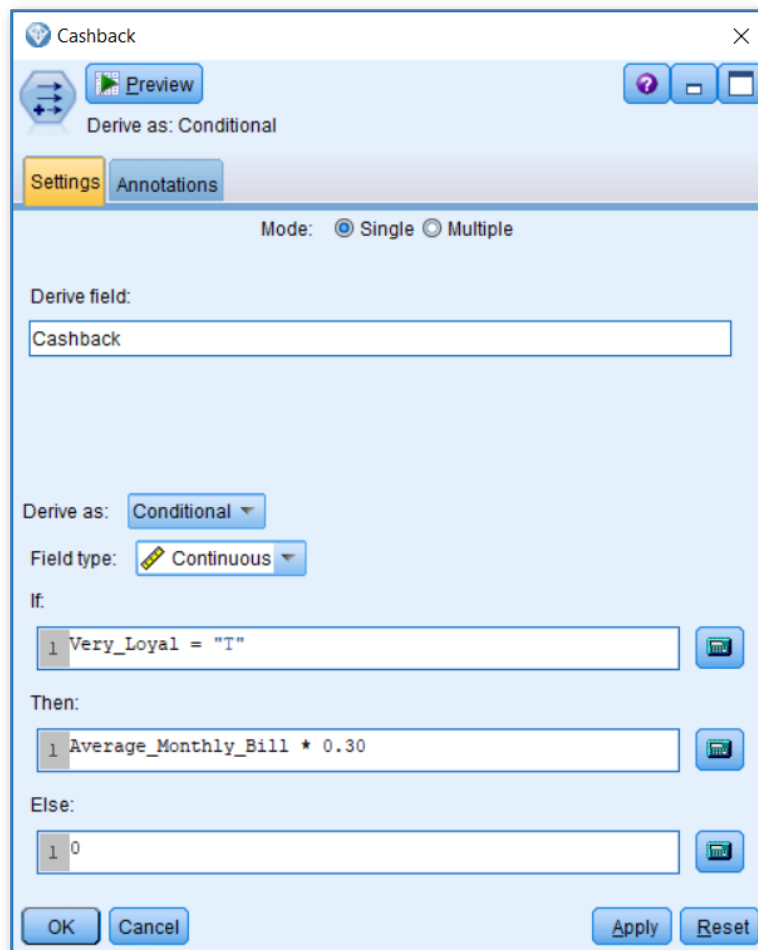 Cashback
Preview
Derive as: Conditional
Settings Annotations
Mode: Single Multiple
Derive field:
Cashback
Derive as: Conditional
Field type: Continuous
If:
1 Very_Loyal = "T"
Then:
1 Average_Monthly_Bill * 0.30
Else:
1 0
OK Cancel Apply Reset